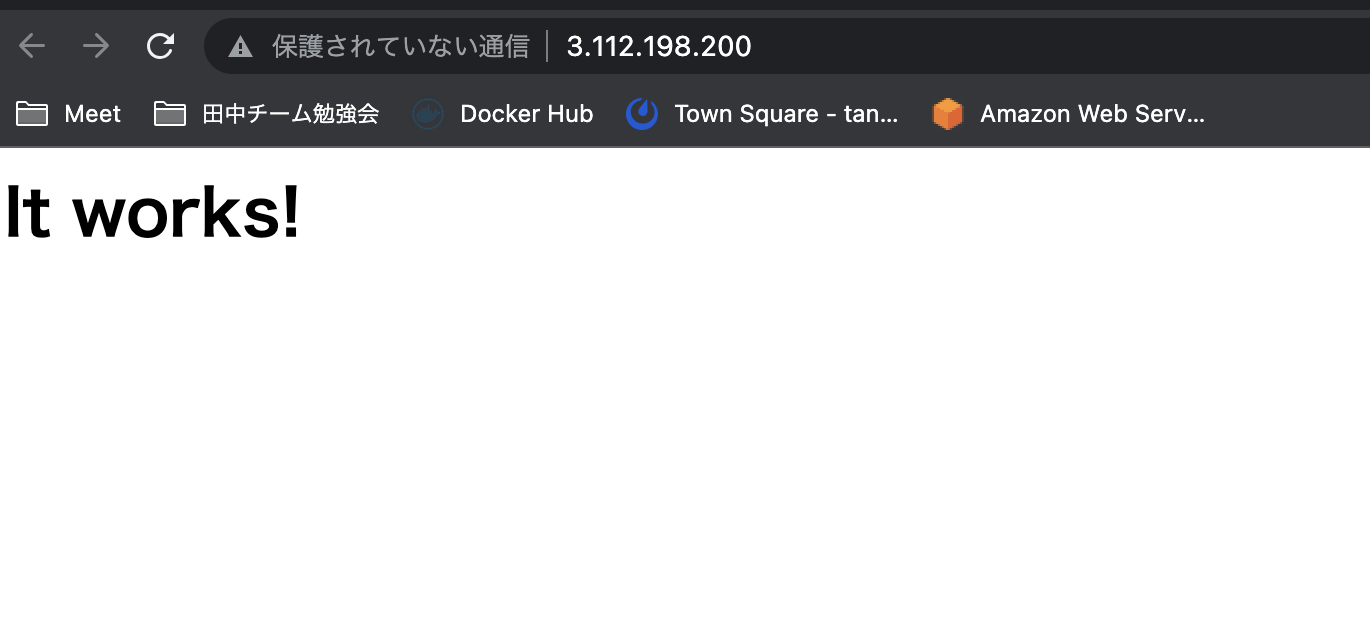 保護されていない通信 3.112.198.200
Meet 田中チーム勉強会 Docker Hub Town Square - tan... Amazon Web Serv...
It works!